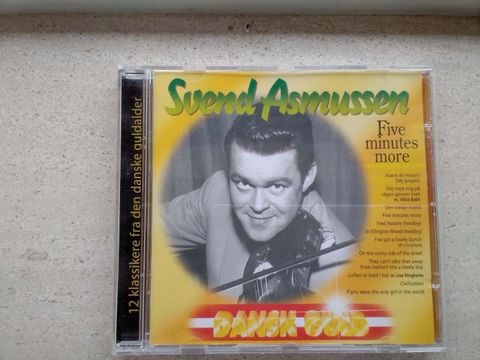 12 klassikere fra den danske guldalder
Svend Asmussen
Five
minutes
more
Avant de mourir
(My prayer)
Följ med mig på
vägen genom livet
m. Alice Babs
Den tredje mand
Five minutes more
Fred Astaire (medley)
In Ellington Mood (medley)
I've got a lovely bunch
of coconuts
On the sunny side of the street
They can't take that away
from me/Isn't this a lovely day
Luften er kold i nat m. Lise Ringheim
Civilization
If you were the only girl in the world
DANSK GULD